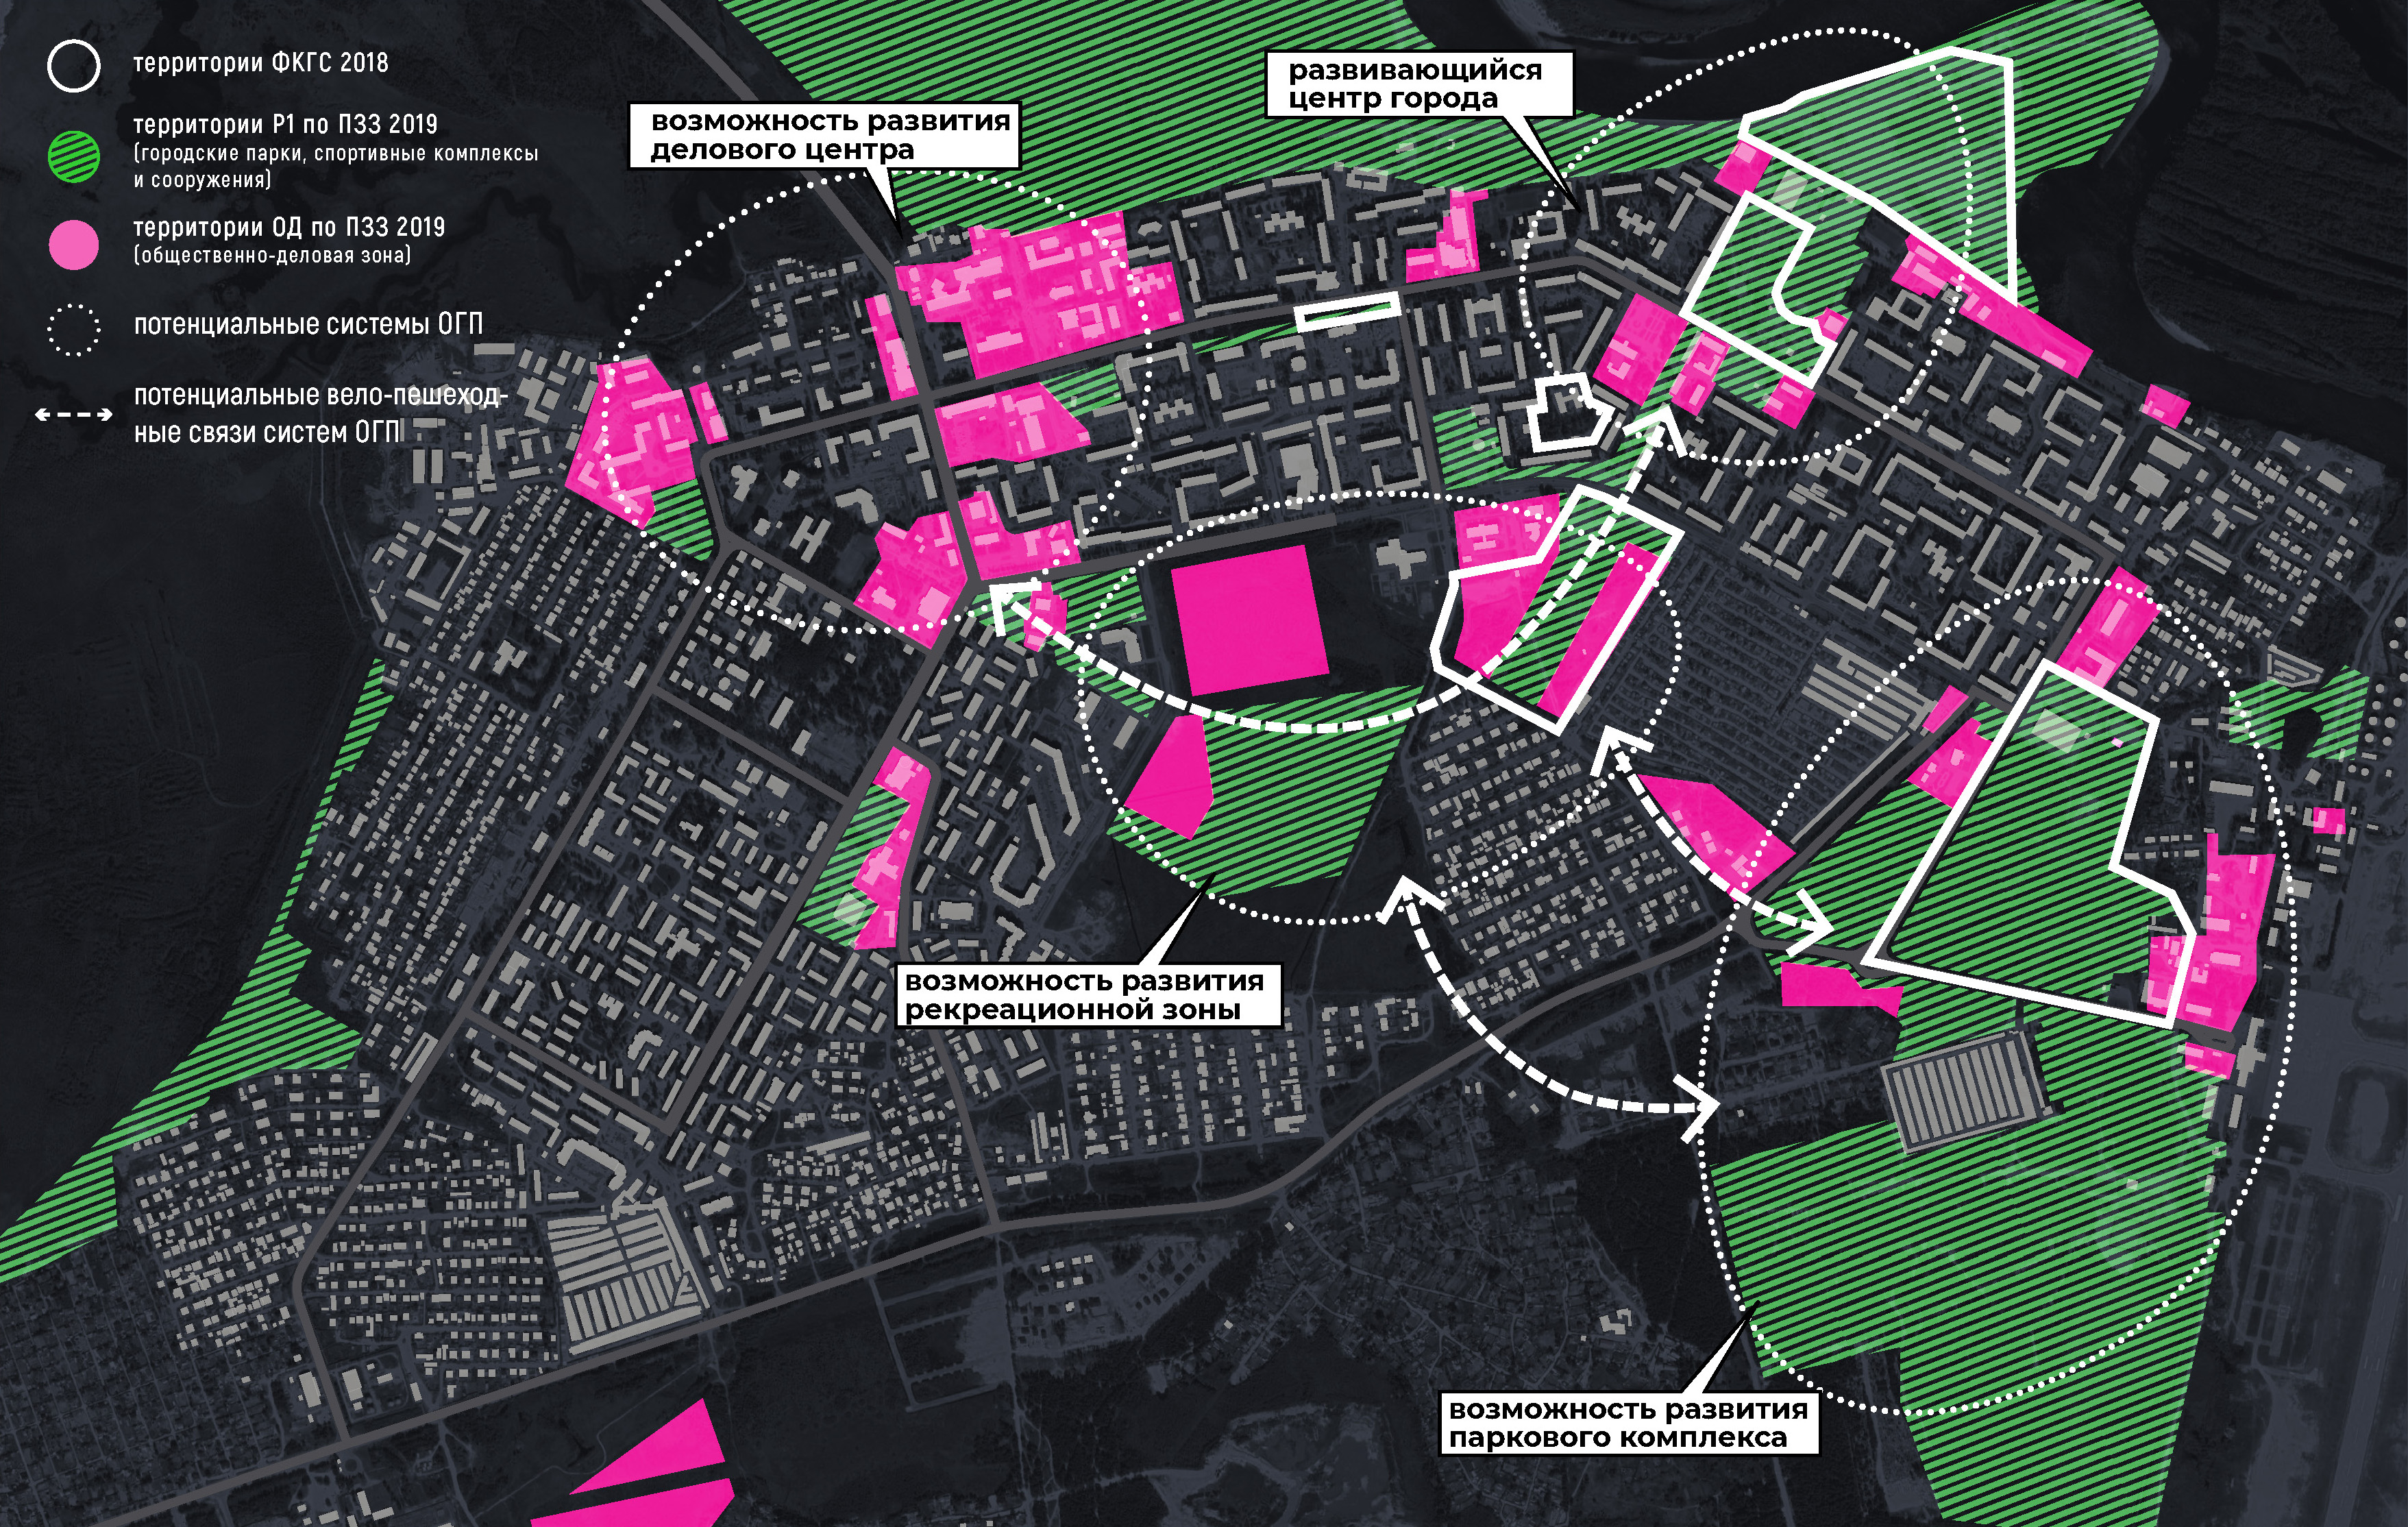 территории ФКГС 2018
территории Р1 по ПЗЗ 2019
(городские парки, спортивные комплексы
и сооружения)
территории ОД по ПЗЗ 2019
(общественно-деловая зона)
потенциальные системы ОГП
потенциальные вело-пешеход-
ные связи систем ОГП
возможность развития
делового центра
развивающийся
центр города
возможность развития
рекреационной зоны
возможность развития
паркового комплекса